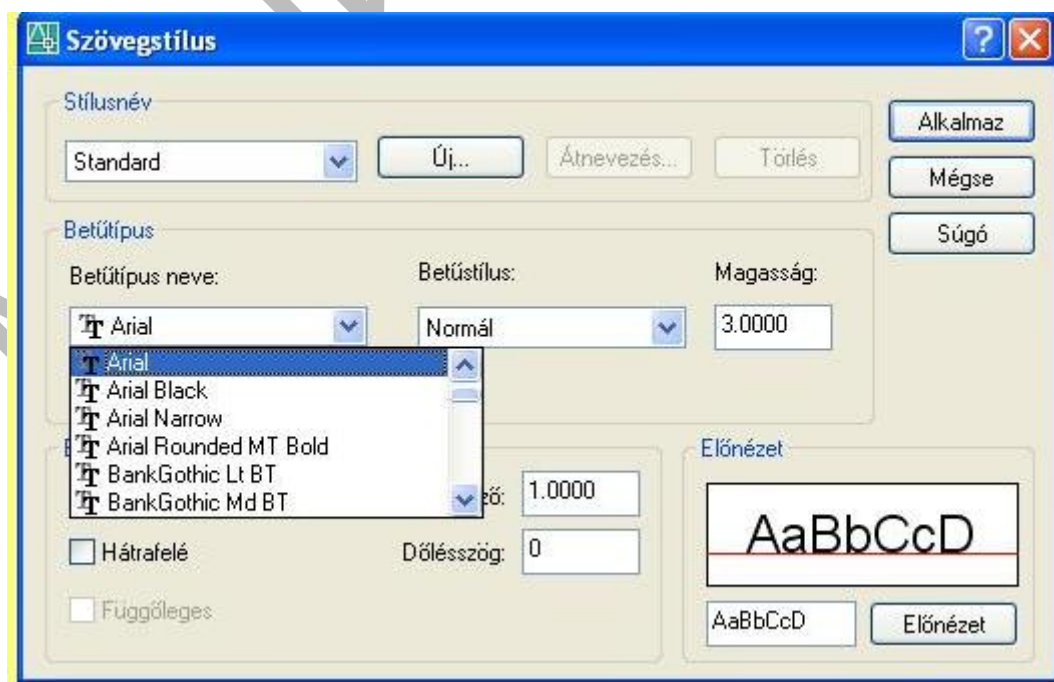 Szövegstílus
Stílusnév
Standard
Új...
Átnevezés...
Törlés
Alkalmaz
Mégse
Súgó
Betűtípus
Betűtípus neve:
Betűstílus:
Magasság:
Arial
Normál
3.0000
Arial
Arial Black
Arial Narrow
Arial Rounded MT Bold
BankGothic Lt BT
BankGothic Md BT
ző: 1.0000
Hátrafelé
Dőlésszög: 0
Függőleges
Előnézet
AaBbCcD
AaBbCcD
Előnézet